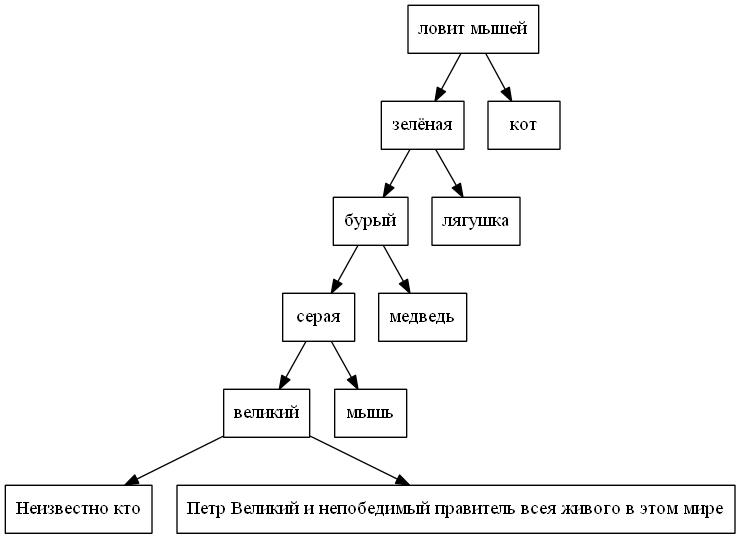 ловит мышей
зелёная
кот
бурый
лягушка
серая
медведь
великий
мышь
Неизвестно кто
Петр Великий и непобедимый правитель всея живого в этом мире